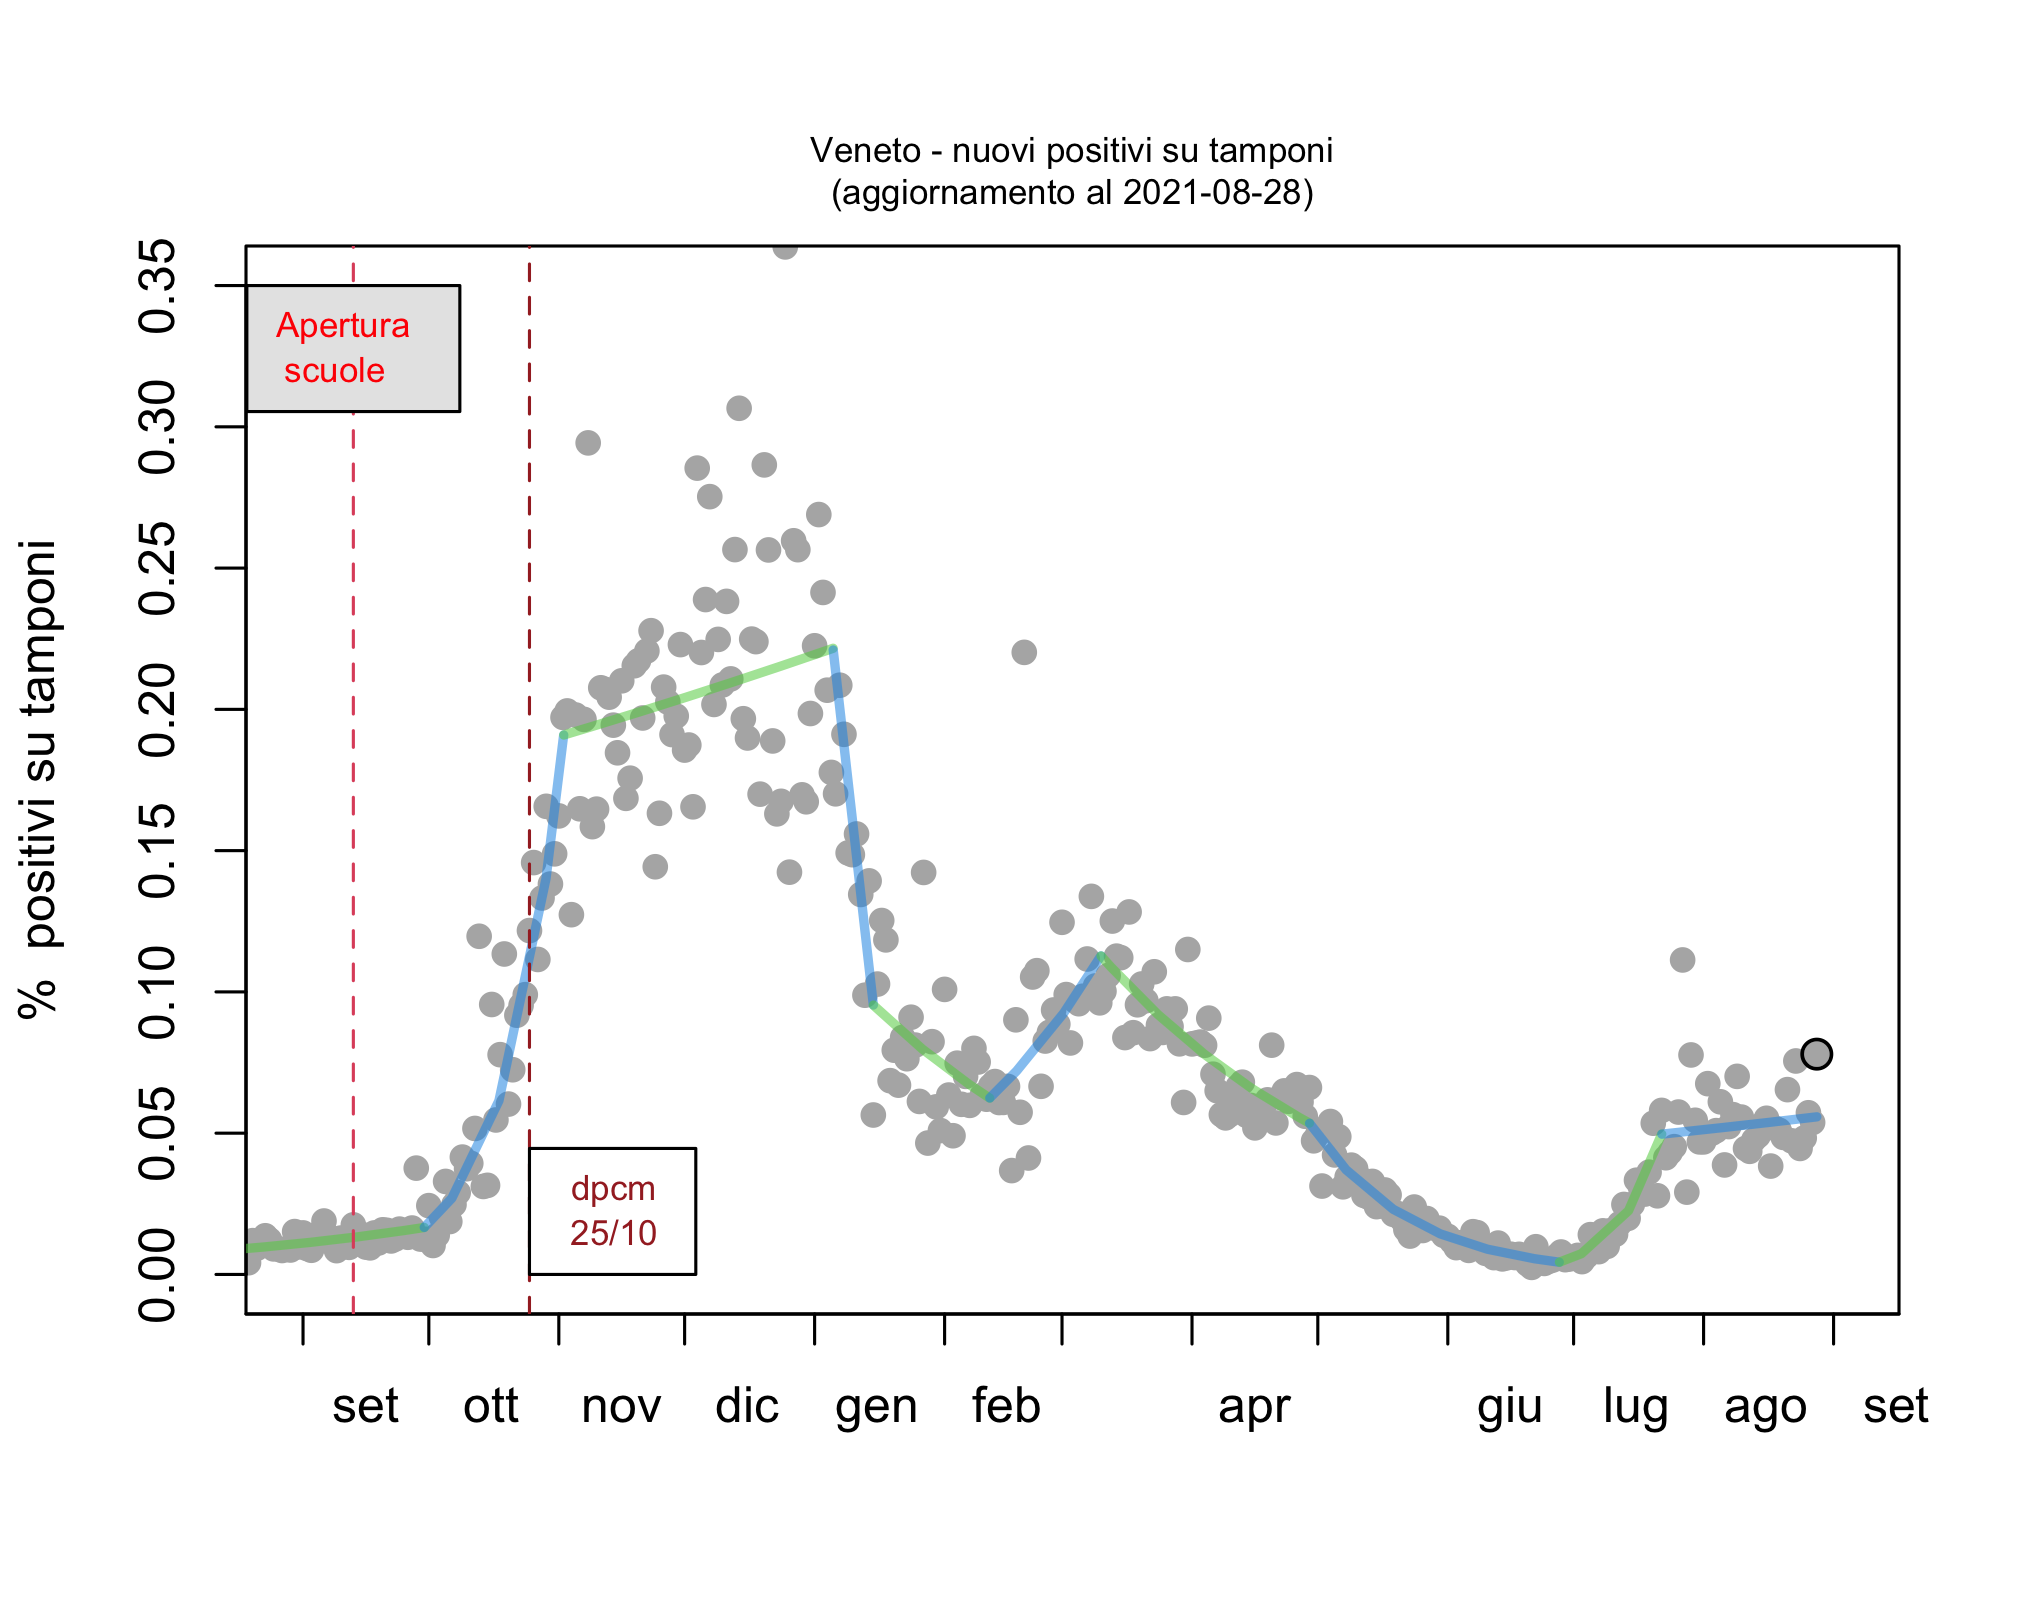 Veneto - nuovi positivi su tamponi
(aggiornamento al 2021-08-28)
% positivi su tamponi
0.35
0.30
0.25
0.20
0.15
0.10
0.05
0.00
Apertura
scuole
dpcm
25/10
set ott nov dic gen feb apr giu lug ago set